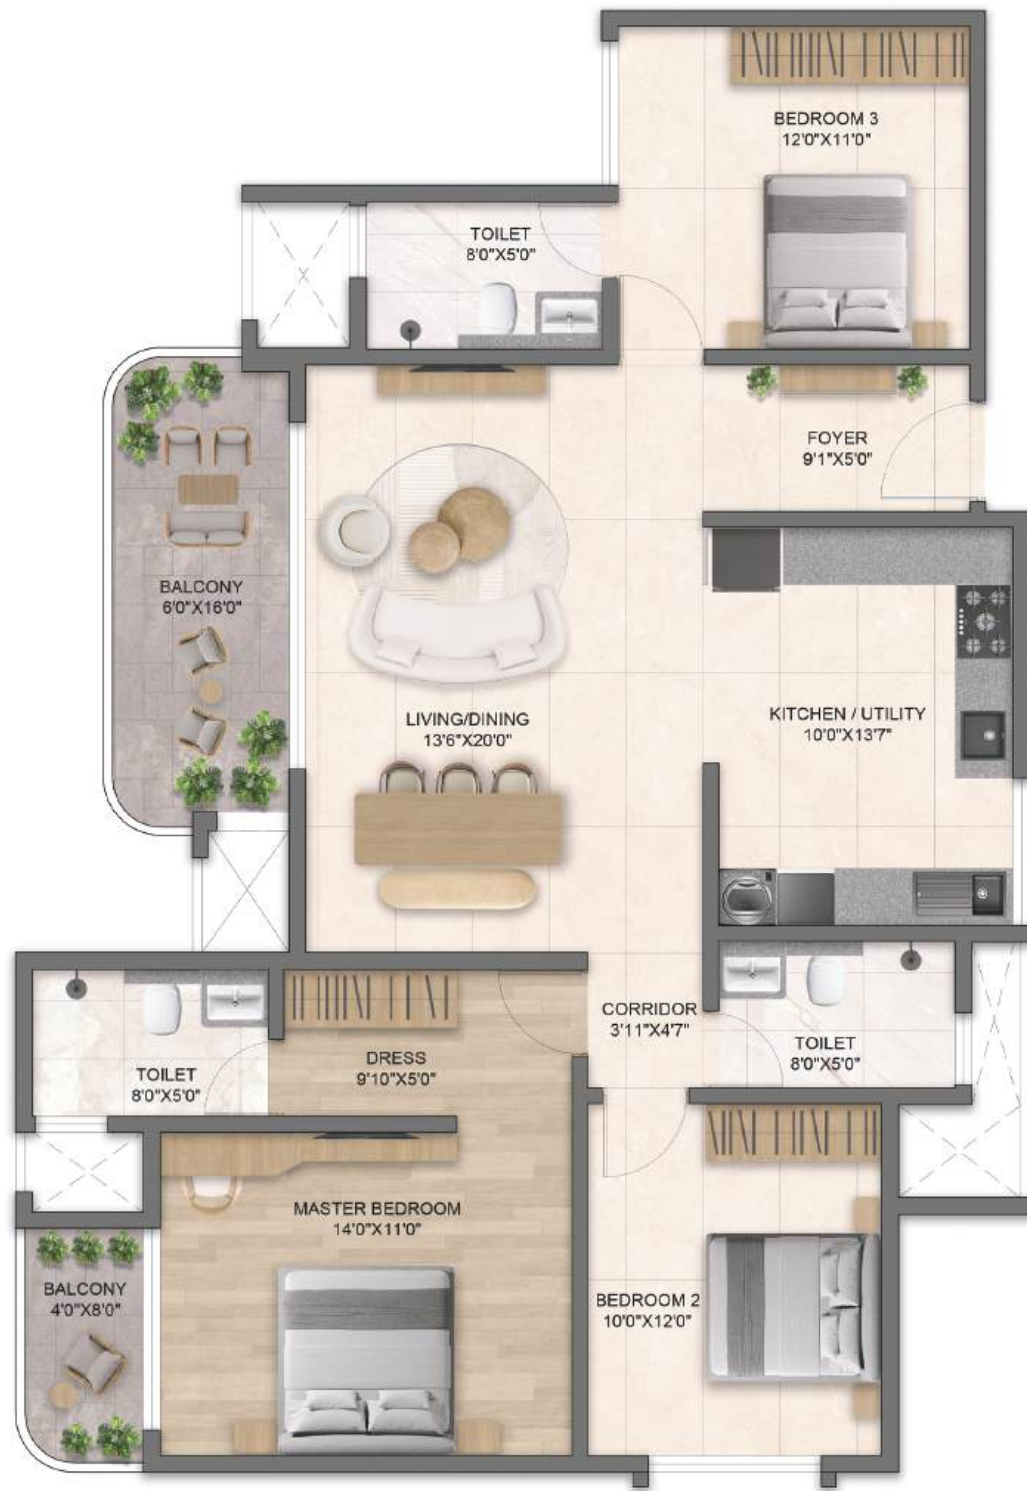 BEDROOM 3
12'0"X11'0"
TOILET
8'0"X5'0"
FOYER
9'1"X5'0"
BALCONY
6'0"X16'0"
LIVING/DINING
13'6"X20'0"
KITCHEN / UTILITY
10'0"X13'7"
CORRIDOR
3'11"X4'7"
TOILET
8'0"X5'0"
DRESS
9'10"X5'0"
TOILET
8'0"X5'0"
MASTER BEDROOM
14'0"X11'0"
BALCONY
4'0"X8'0"
BEDROOM 2
10'0"X12'0"